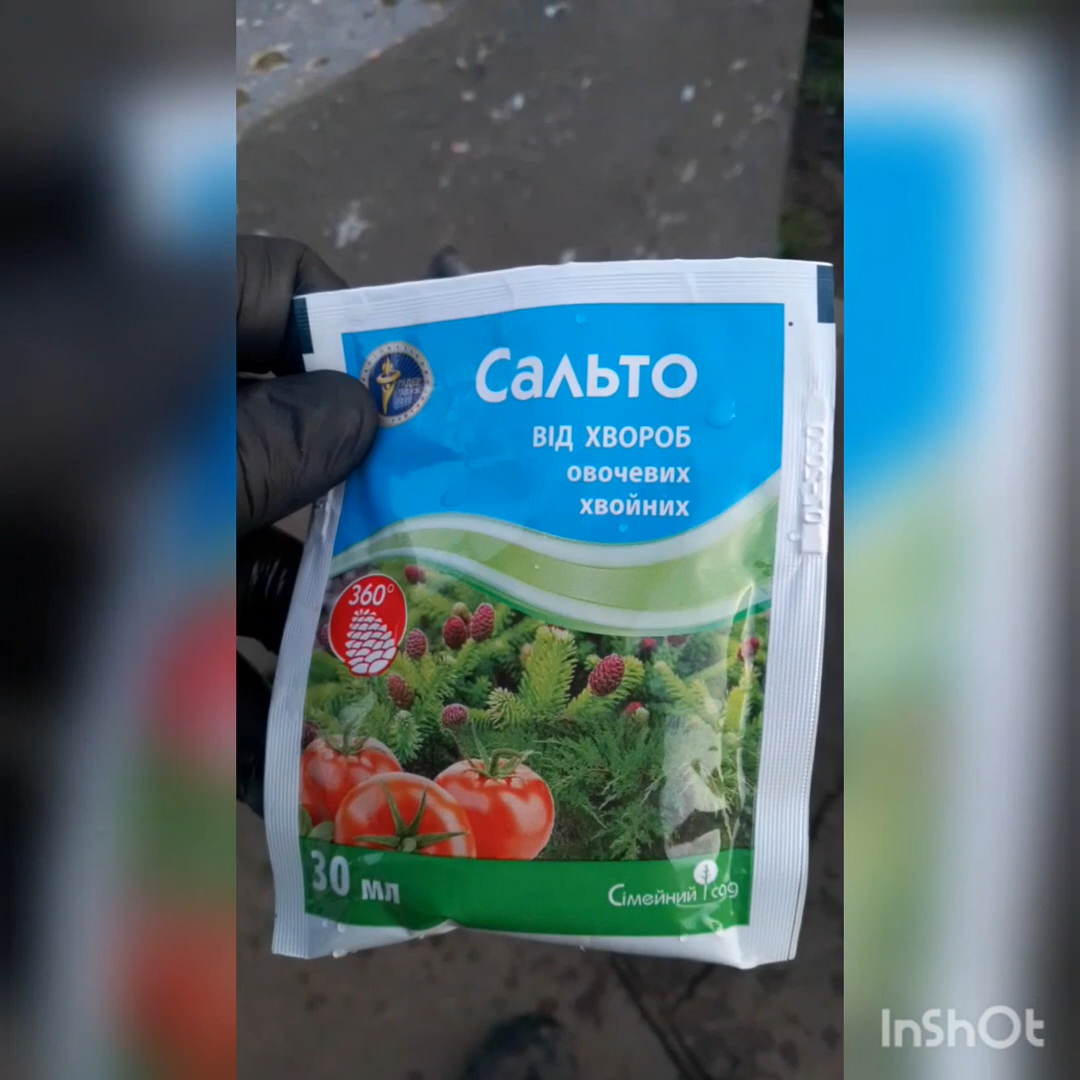 Сальто
ВІД ХВОРОБ
овочевих
хвойних
360°
30 мл
Сімейний сад
InShOt